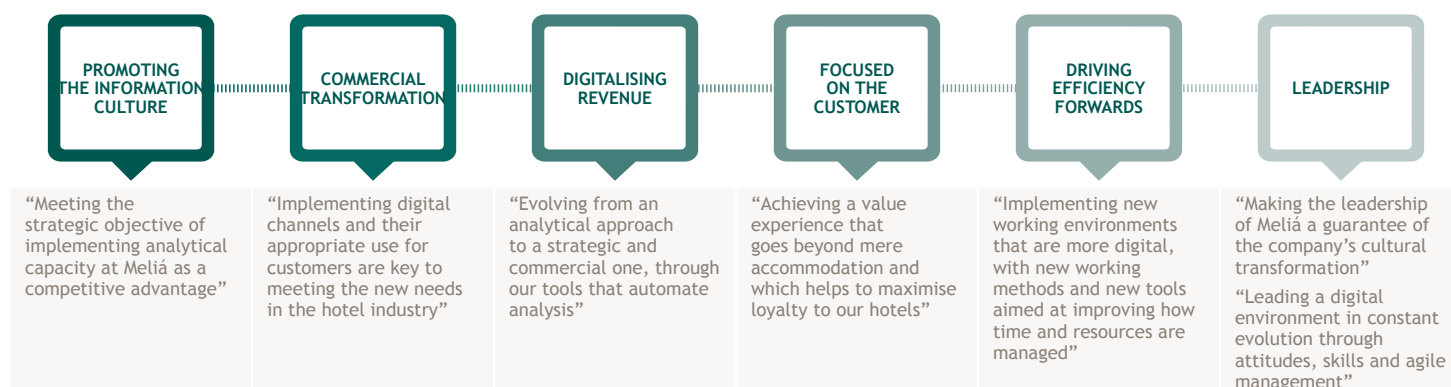 PROMOTING
THE INFORMATION
CULTURE
COMMERCIAL
TRANSFORMATION
DIGITALISING
REVENUE
FOCUSED
ON THE
CUSTOMER
DRIVING
EFFICIENCY
FORWARDS
LEADERSHIP
“Meeting the
strategic objective of
implementing analytical
capacity at Meliá as a
competitive advantage”
“Implementing digital
channels and their
appropriate use for
customers are key to
meeting the new needs
in the hotel industry”
“Evolving from an
analytical approach
to a strategic and
commercial one, through
our tools that automate
analysis”
“Achieving a value
experience that
goes beyond mere
accommodation and
which helps to maximise
loyalty to our hotels”
“Implementing new
working environments
that are more digital,
with new working
methods and new tools
aimed at improving how
time and resources are
managed”
“Making the leadership
of Meliá a guarantee of
the company’s cultural
transformation”
“Leading a digital
environment in constant
evolution through
attitudes, skills and agile
management”